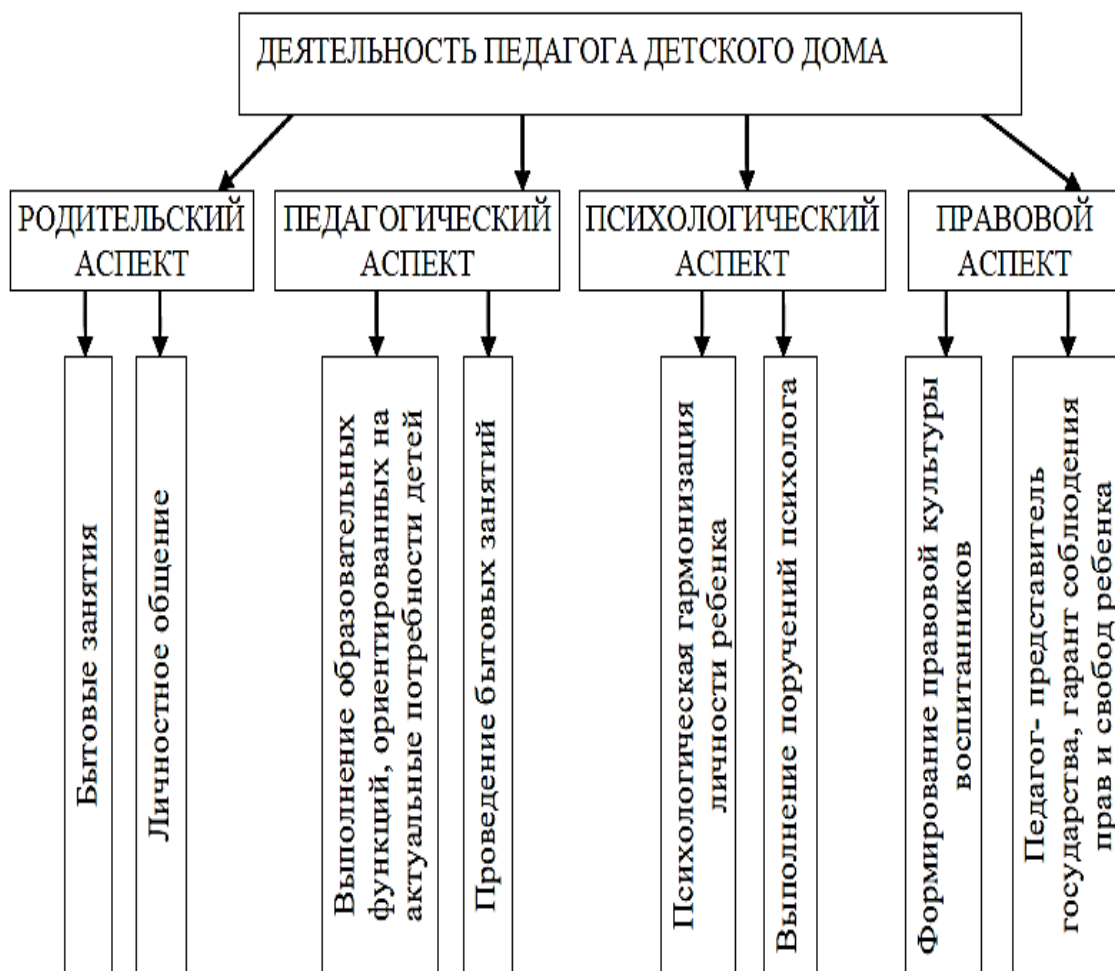 ДЕЯТЕЛЬНОСТЬ ПЕДАГОГА ДЕТСКОГО ДОМА
РОДИТЕЛЬСКИЙ
АСПЕКТ
ПЕДАГОГИЧЕСКИЙ
АСПЕКТ
ПСИХОЛОГИЧЕСКИЙ
АСПЕКТ
ПРАВОВОЙ
АСПЕКТ
Бытовые занятия
Личностное общение
Выполнение образовательных
функций, ориентированных на
актуальные потребности детей
Проведение бытовых занятий
Психологическая гармонизация
личности ребенка
Выполнение поручений психолога
Формирование правовой культуры
воспитанников
Педагог- представитель
государства, гарант соблюдения
прав и свобод ребенка